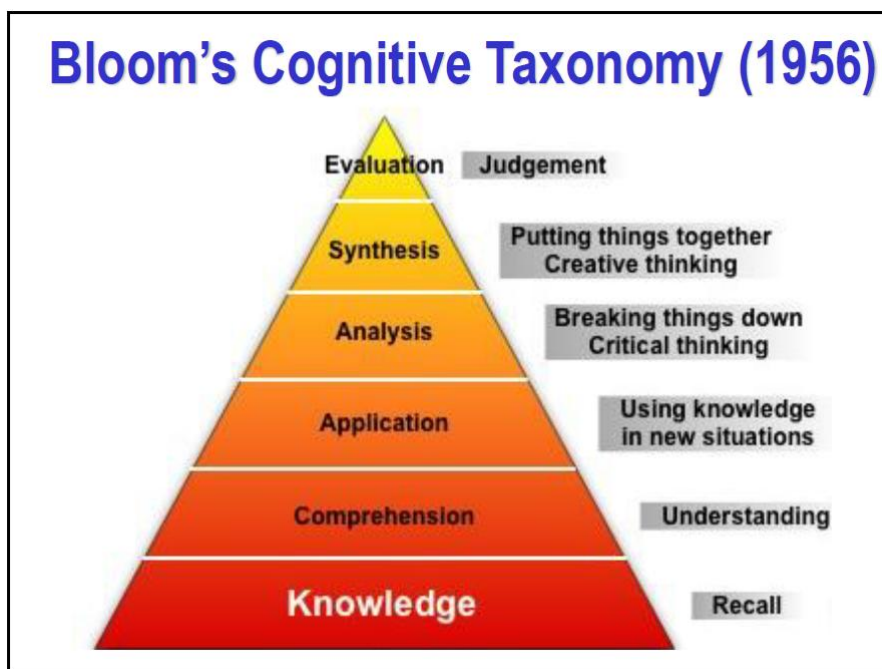 Bloom's Cognitive Taxonomy (1956)
Evaluation Judgement
Synthesis
Putting things together
Creative thinking
Analysis
Breaking things down
Critical thinking
Application
Using knowledge
in new situations
Comprehension Understanding
Knowledge Recall